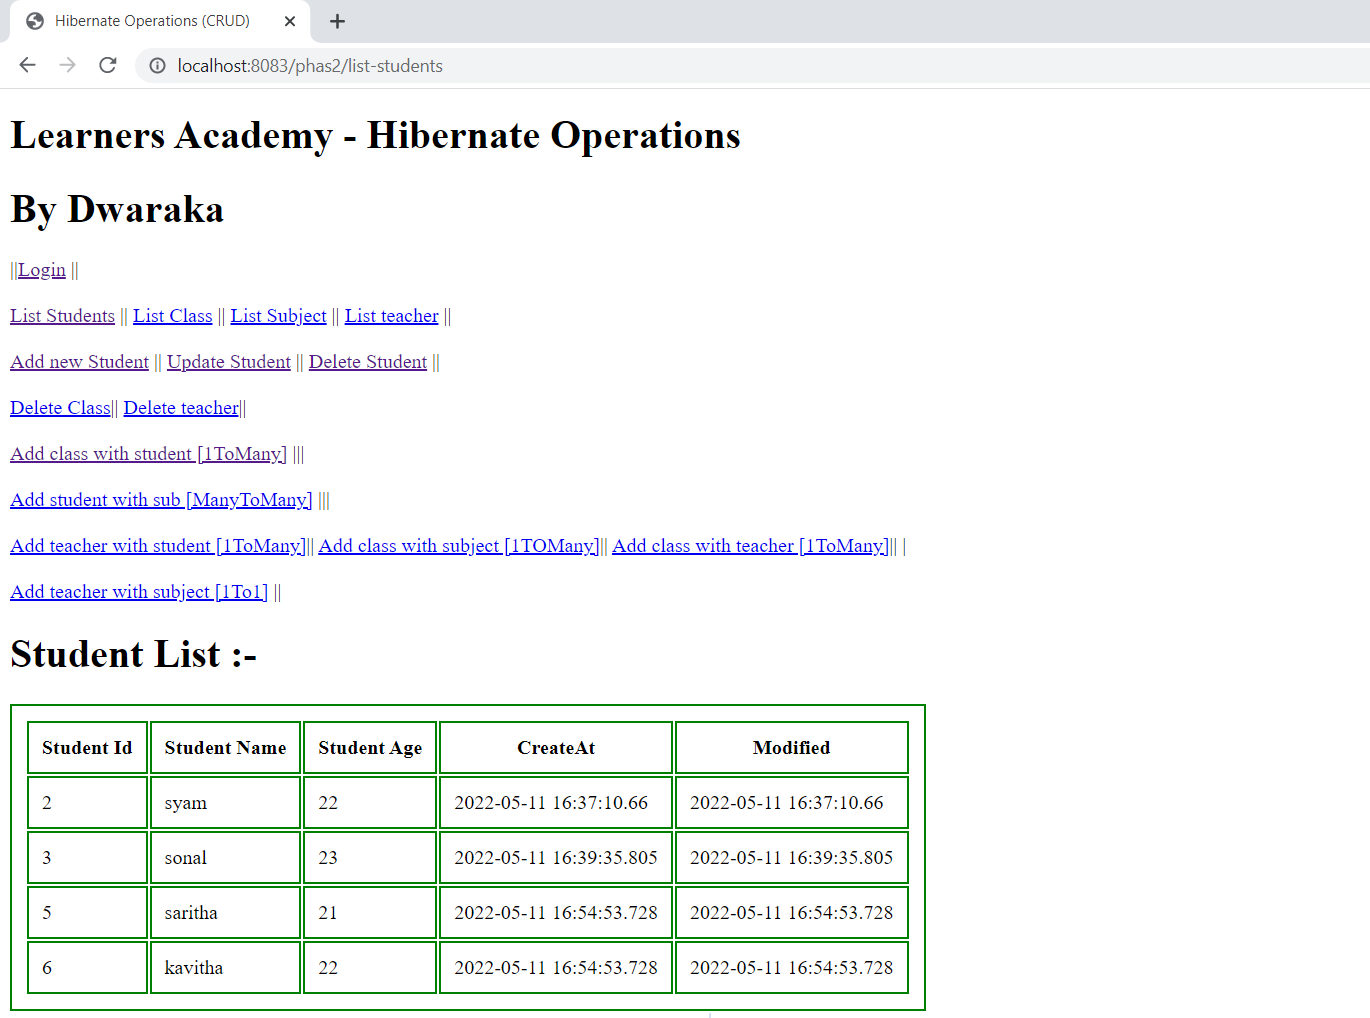 Hibernate Operations (CRUD)
localhost:8083/phas2/list-students
Learners Academy - Hibernate Operations
By Dwaraka
||Login ||
List Students || List Class || List Subject || List teacher ||
Add new Student || Update Student || Delete Student ||
Delete Class|| Delete teacher||
Add class with student [1ToMany] |||
Add student with sub [ManyToMany] |||
Add teacher with student [1ToMany]|| Add class with subject [1TOMany]|| Add class with teacher [1ToMany]|| |
Add teacher with subject [1To1] ||
Student List :-
Student Id Student Name Student Age CreateAt Modified
2 syam 22 2022-05-11 16:37:10.66 2022-05-11 16:37:10.66
3 sonal 23 2022-05-11 16:39:35.805 2022-05-11 16:39:35.805
5 saritha 21 2022-05-11 16:54:53.728 2022-05-11 16:54:53.728
6 kavitha 22 2022-05-11 16:54:53.728 2022-05-11 16:54:53.728